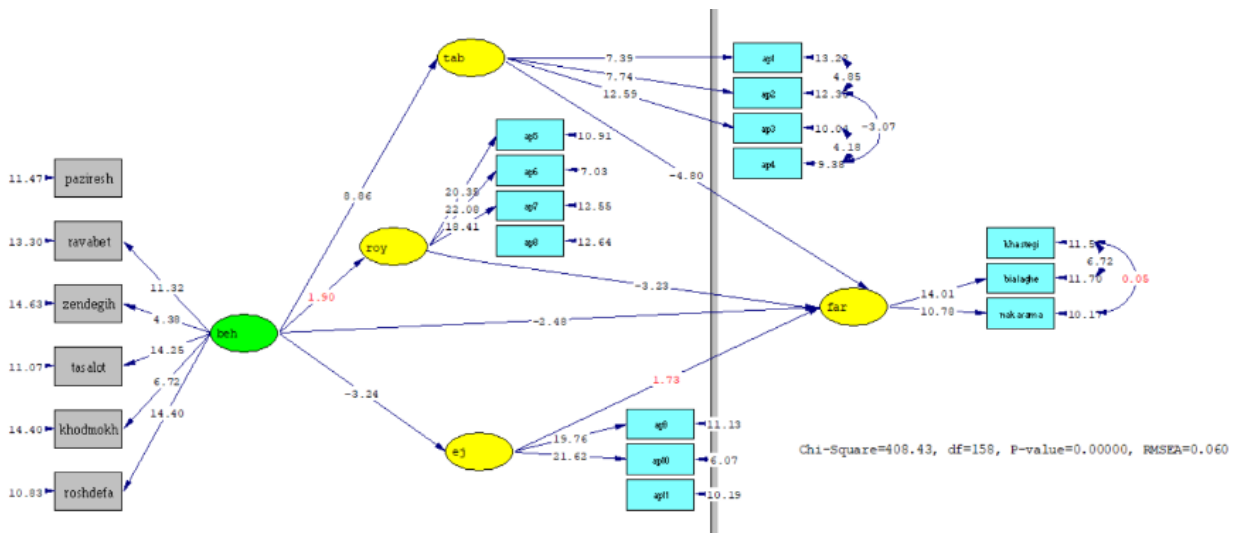 tab
7.39
ap1
13.2
4.85
7.74
ap2
12.3
12.59
ap3
10.04
-3.07
4.18
ap4
9.38
ap5
10.91
20.38
ap6
7.03
22.08
ap7
12.55
18.41
ap8
12.64
-4.80
8.86
11.47
paziresh
13.30
ravabet
roy
khastegi
11.5
6.72
11.32
1.90
-3.23
bialaghe
11.70
0.05
14.63
zendegih
4.38
beh
-2.48
far
14.01
10.78
nakarama
10.17
11.07
tasalot
14.25
6.72
-3.24
1.73
14.40
khodmokh
14.40
ej
19.76
ap9
11.13
21.62
ap10
6.07
Chi-Square=408.43, df=158, P-value=0.00000, RMSEA=0.060
10.83
roshdefa
ap11
10.19